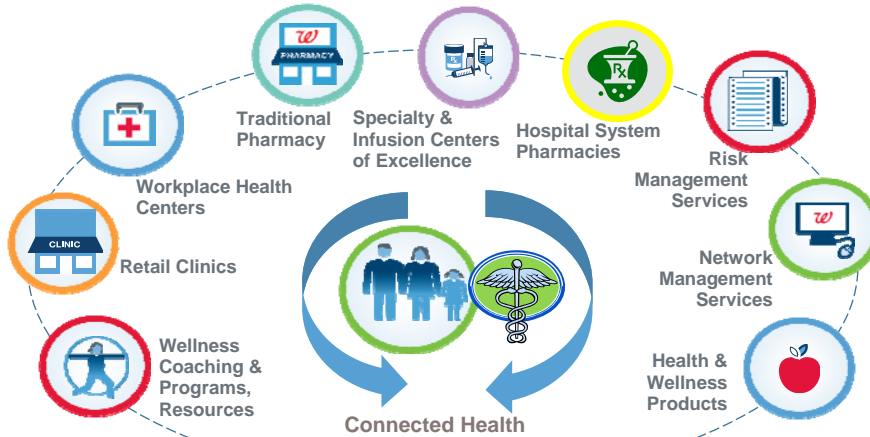 W
PHARMACY
Traditional
Pharmacy
Specialty &
Infusion Centers
of Excellence
Rx
Hospital System
Pharmacies
Risk
Management
Services
Workplace Health
Centers
CLINIC
Retail Clinics
W
Network
Management
Services
Wellness
Coaching &
Programs,
Resources
Health &
Wellness
Products
Connected Health